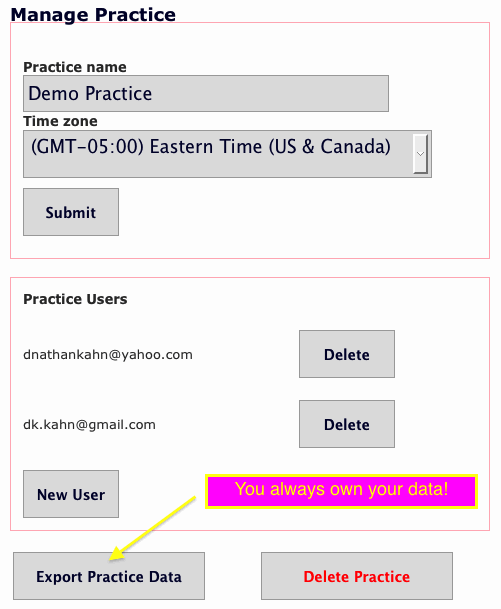 Manage Practice
Practice name
Demo Practice
Time zone
(GMT-05:00) Eastern Time (US & Canada)
Submit
Practice Users
dnathankahn@yahoo.com
Delete
dk.kahn@gmail.com
Delete
New User
You always own your data!
Export Practice Data
Delete Practice